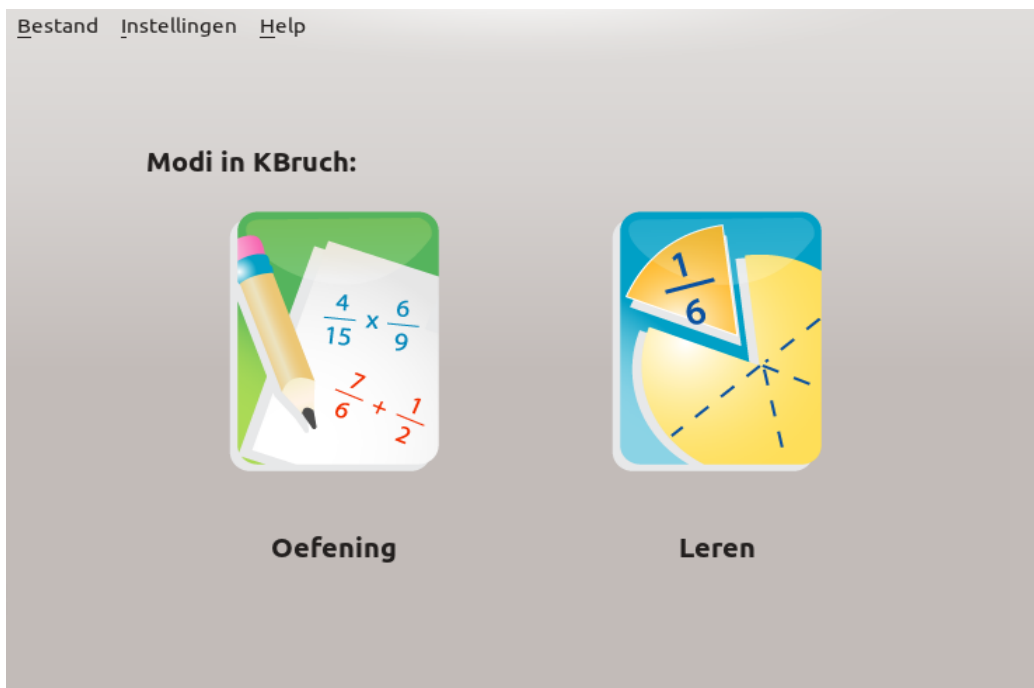 Bestand Instellingen Help
Modi in KBruch:
4/15 x 6/9
7/6 + 1/2
1/6
Oefening
Leren